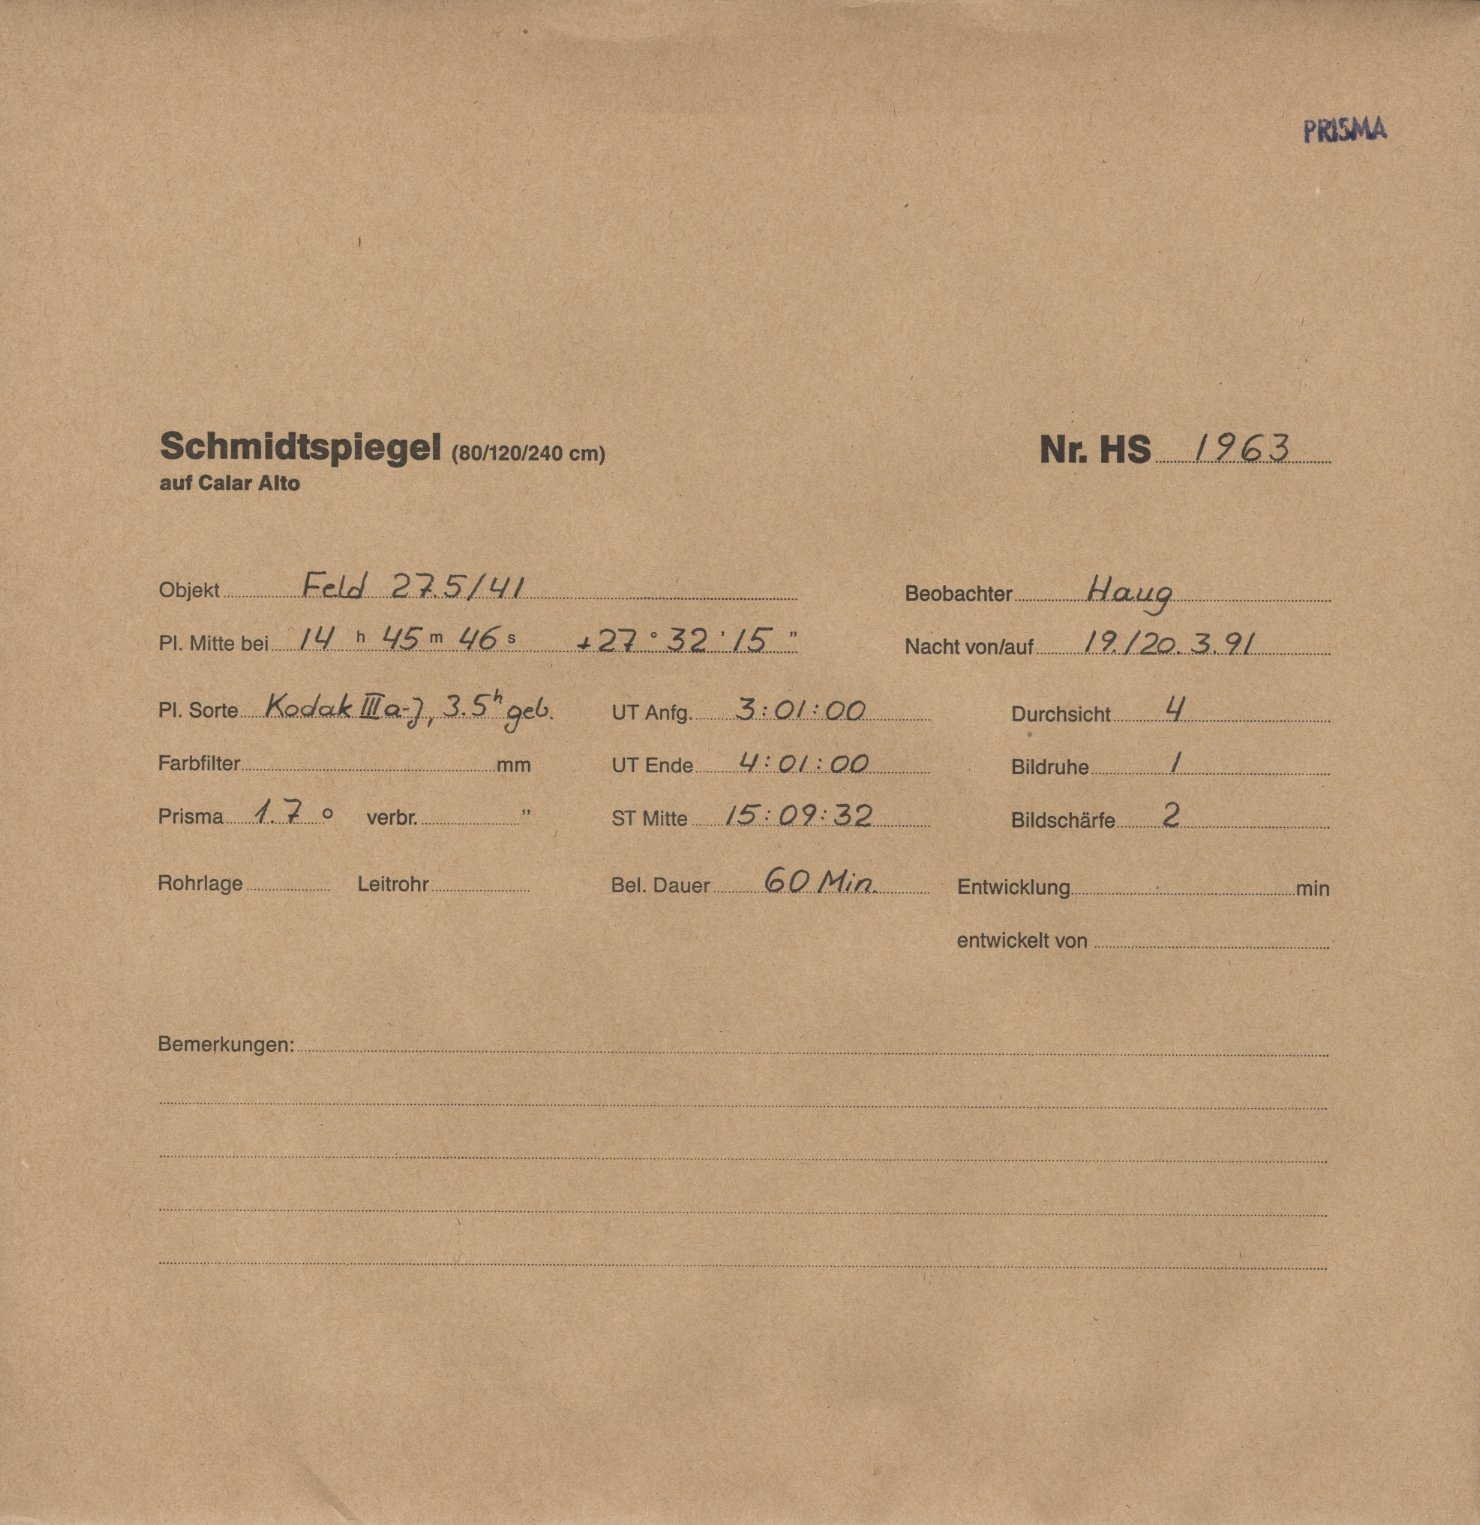 PRISMA
Schmidtspiegel (80/120/240 cm)
auf Calar Alto
Nr. HS 1963
Objekt Feld 27.5/41
Beobachter Haug
Pl. Mitte bei 14 h 45 m 46 s +27 ° 32 ' 15 "
Nacht von/auf 19./20. 3. 91
Pl. Sorte Kodak IIIa-J, 3.5h geb.
UT Anfg. 3:01:00
Durchsicht 4
Farbfilter mm
UT Ende 4:01:00
Bildruhe 1
Prisma 1.7 ° verbr. "
ST Mitte 15:09:32
Bildschärfe 2
Rohrlage Leitrohr
Bel. Dauer 60 Min.
Entwicklung min
entwickelt von
Bemerkungen: